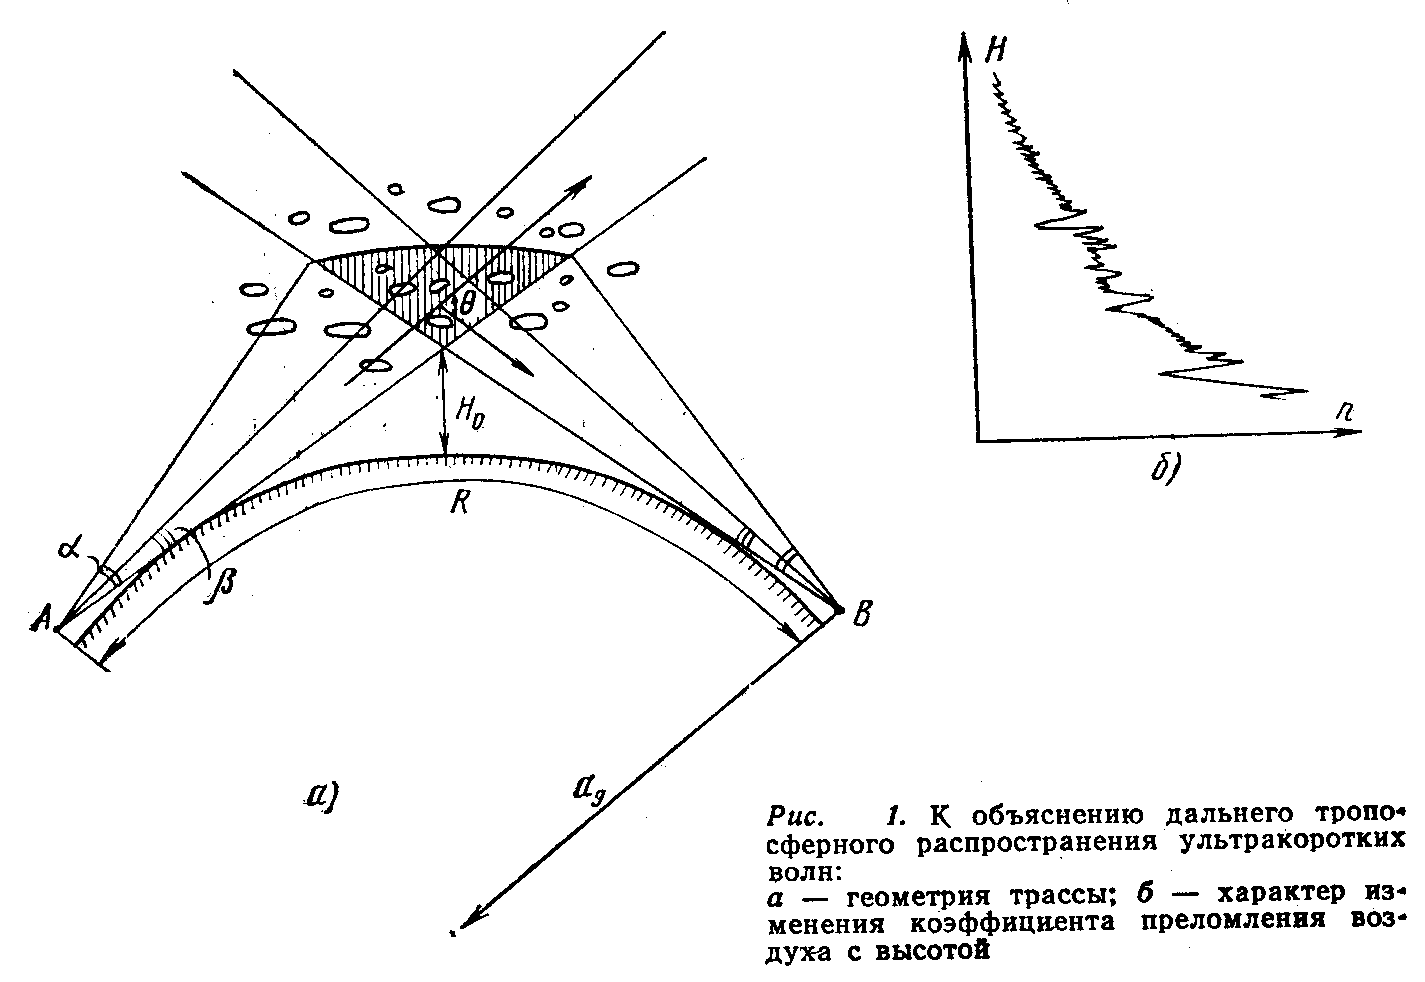 H
θ
H₀
n
б)
R
α
β
A
B
a)
aэ
Рис. 1. К объяснению дальнего тропо-
сферного распространения ультракоротких
волн:
а — геометрия трассы; б — характер из-
менения коэффициента преломления воз-
духа с высотой